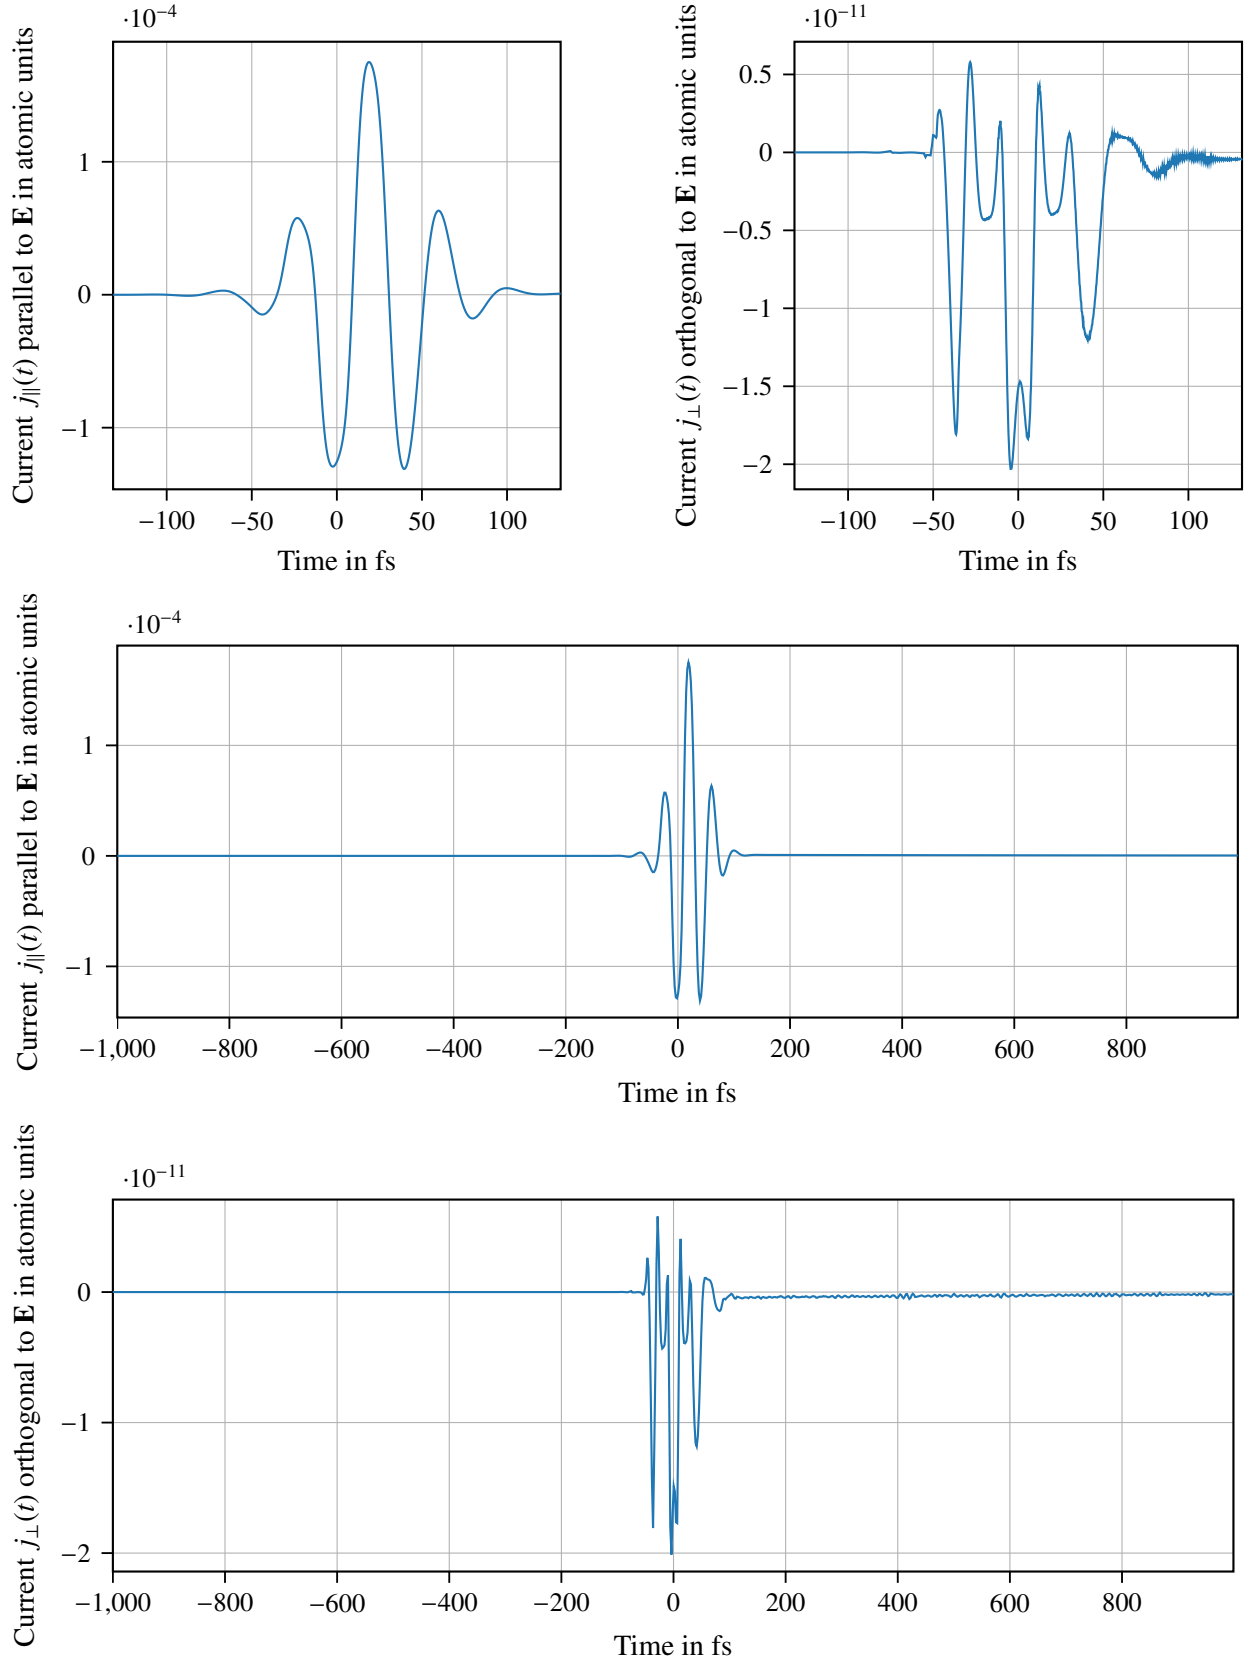 ·10⁻⁴
Current j∥(t) parallel to E in atomic units
1
0
−1
−100 −50 0 50 100
Time in fs
·10⁻¹¹
Current j⊥(t) orthogonal to E in atomic units
0.5
0
−0.5
−1
−1.5
−2
−100 −50 0 50 100
Time in fs
·10⁻⁴
Current j∥(t) parallel to E in atomic units
1
0
−1
−1,000 −800 −600 −400 −200 0 200 400 600 800
Time in fs
·10⁻¹¹
Current j⊥(t) orthogonal to E in atomic units
0
−1
−2
−1,000 −800 −600 −400 −200 0 200 400 600 800
Time in fs